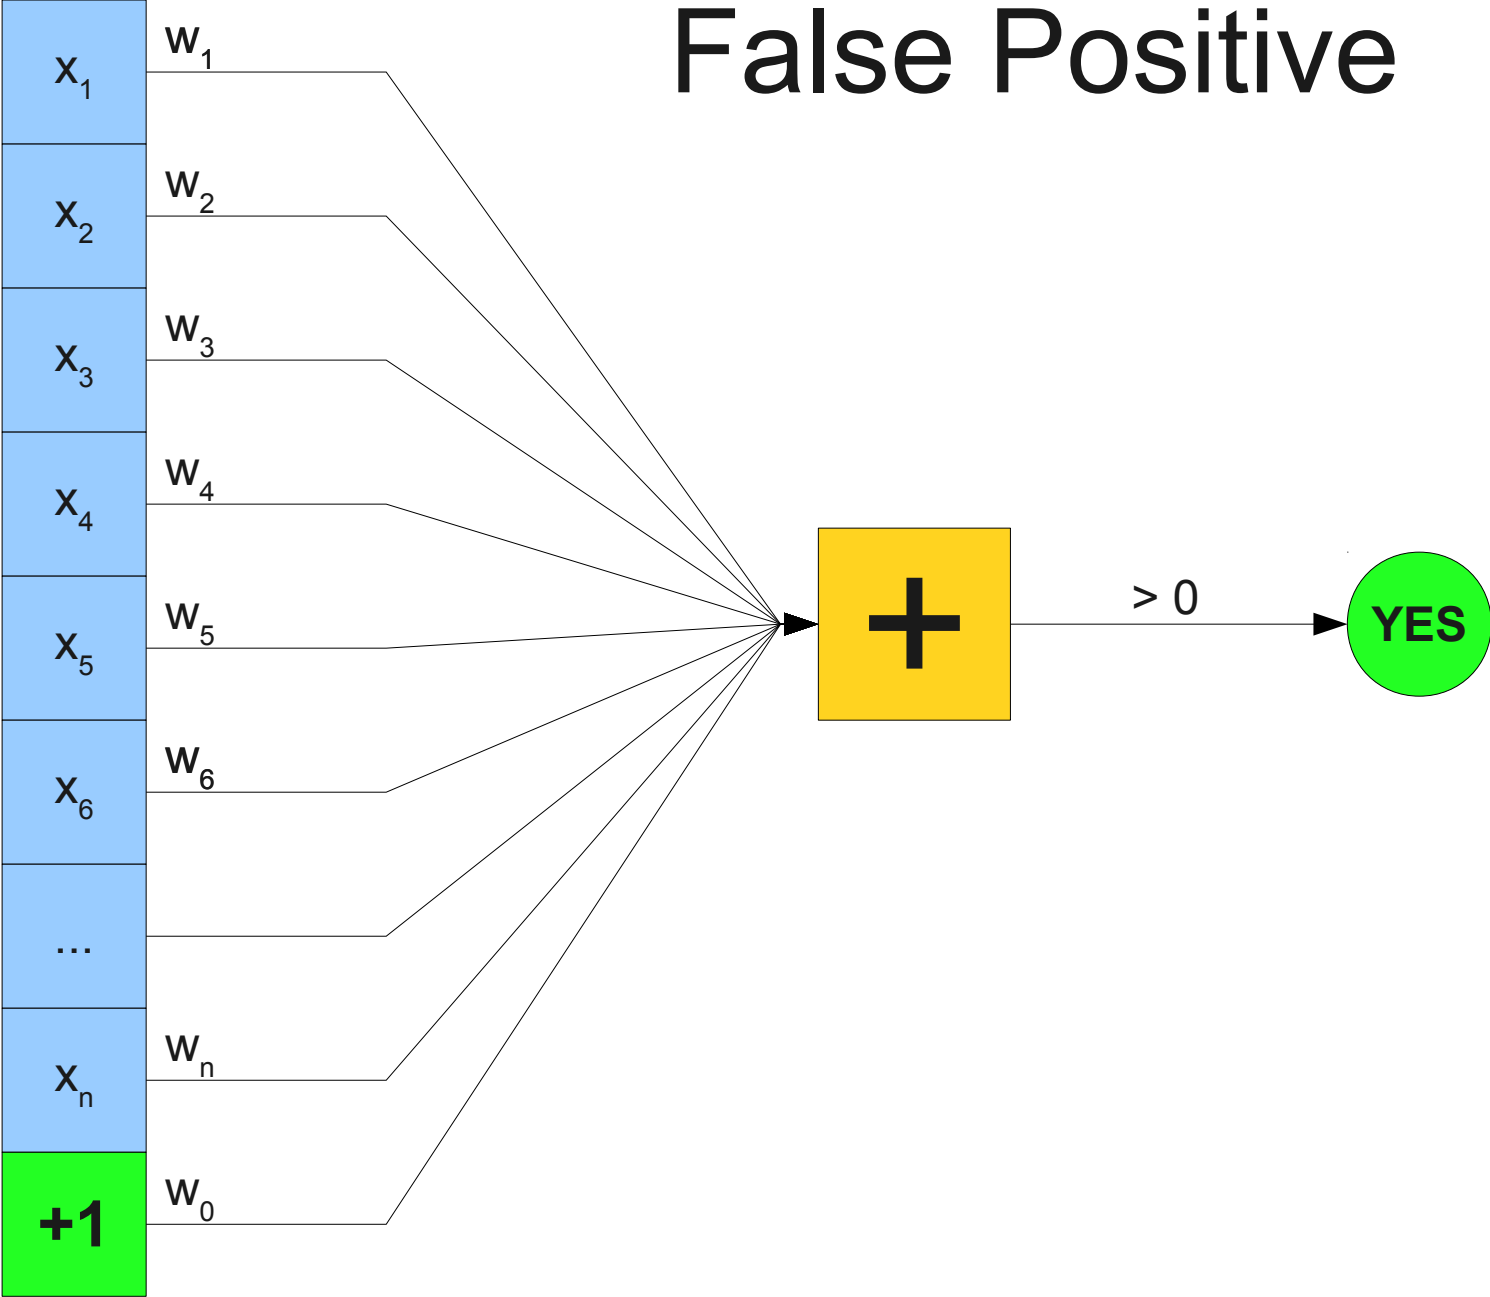 False Positive
x1
w1
x2
w2
x3
w3
x4
w4
x5
w5
x6
w6
...
xn
wn
+1
w0
+
> 0
YES